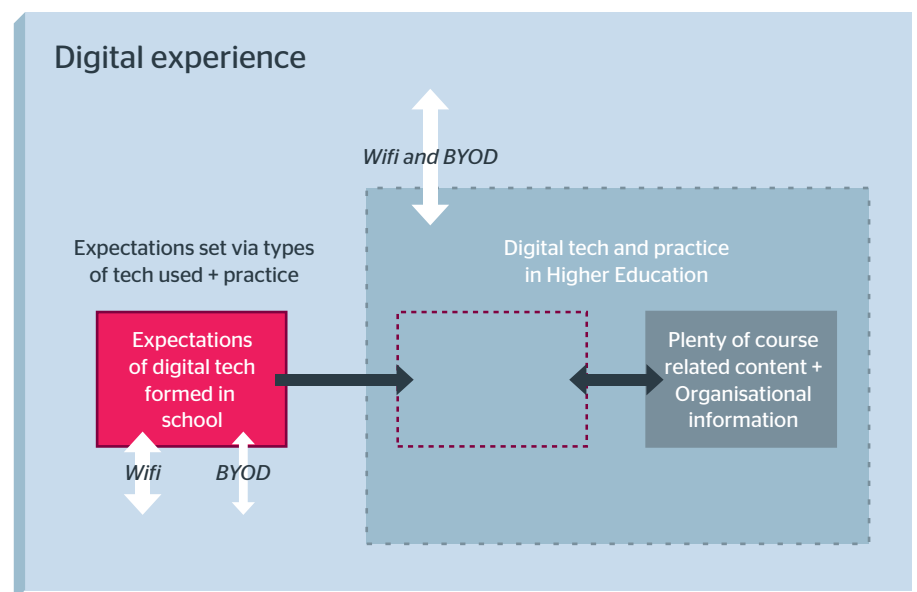 Digital experience
Wifi and BYOD
Expectations set via types
of tech used + practice
Digital tech and practice
in Higher Education
Expectations
of digital tech
formed in
school
Plenty of course
related content +
Organisational
information
Wifi
BYOD